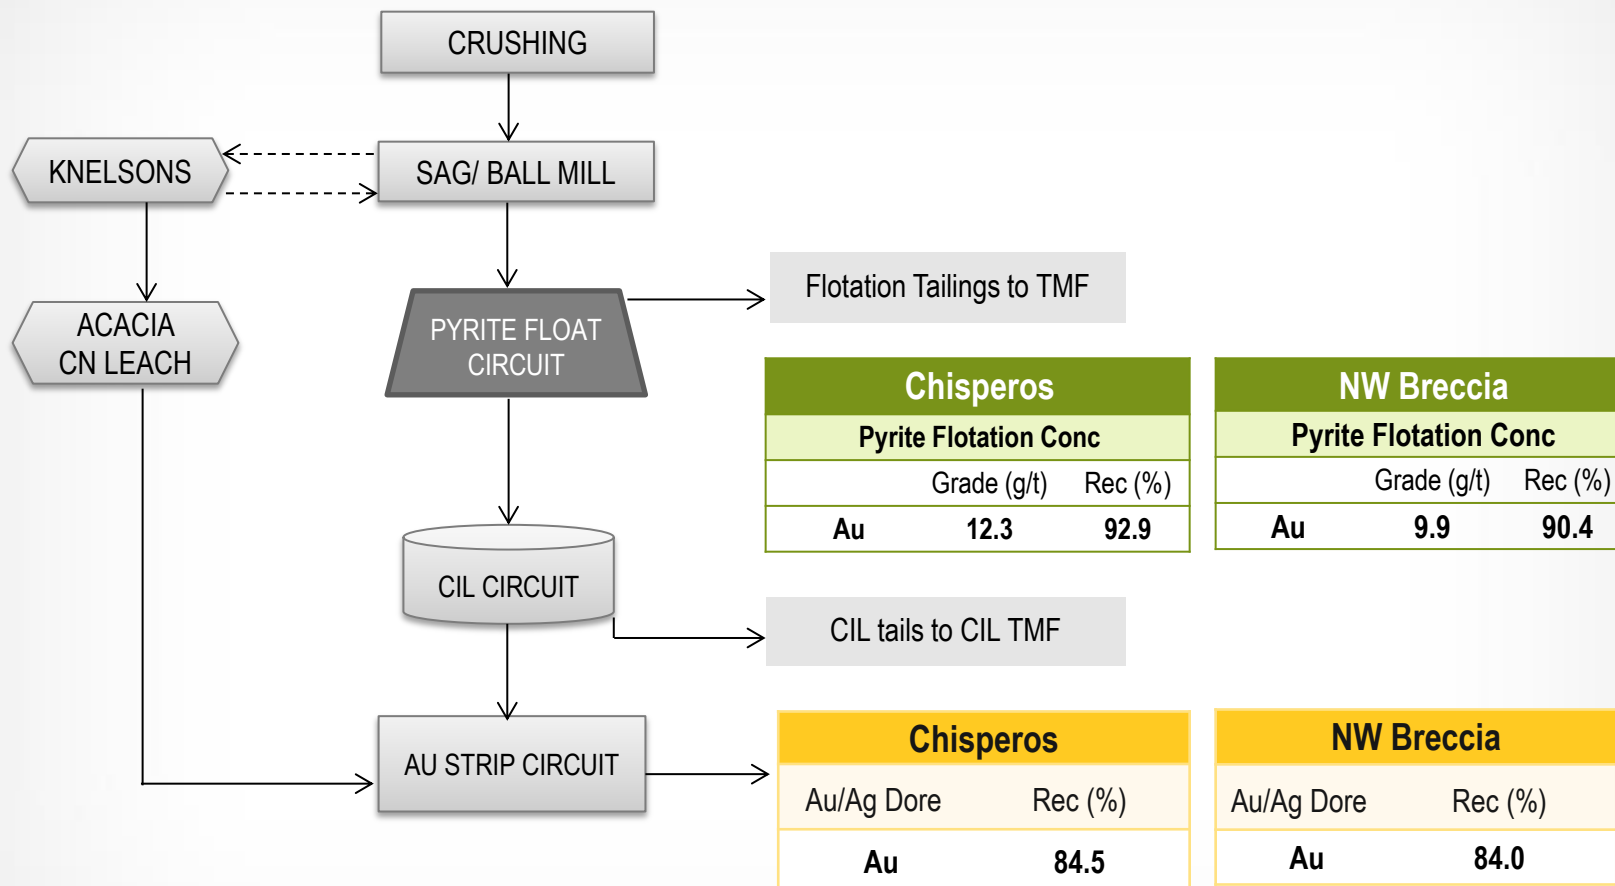 CRUSHING
KNELSONS
SAG/ BALL MILL
ACACIA
CN LEACH
PYRITE FLOAT
CIRCUIT
Flotation Tailings to TMF
Chisperos
Pyrite Flotation Conc
Grade (g/t) Rec (%)
Au 12.3 92.9
NW Breccia
Pyrite Flotation Conc
Grade (g/t) Rec (%)
Au 9.9 90.4
CIL CIRCUIT
CIL tails to CIL TMF
AU STRIP CIRCUIT
Chisperos
Au/Ag Dore Rec (%)
Au 84.5
NW Breccia
Au/Ag Dore Rec (%)
Au 84.0